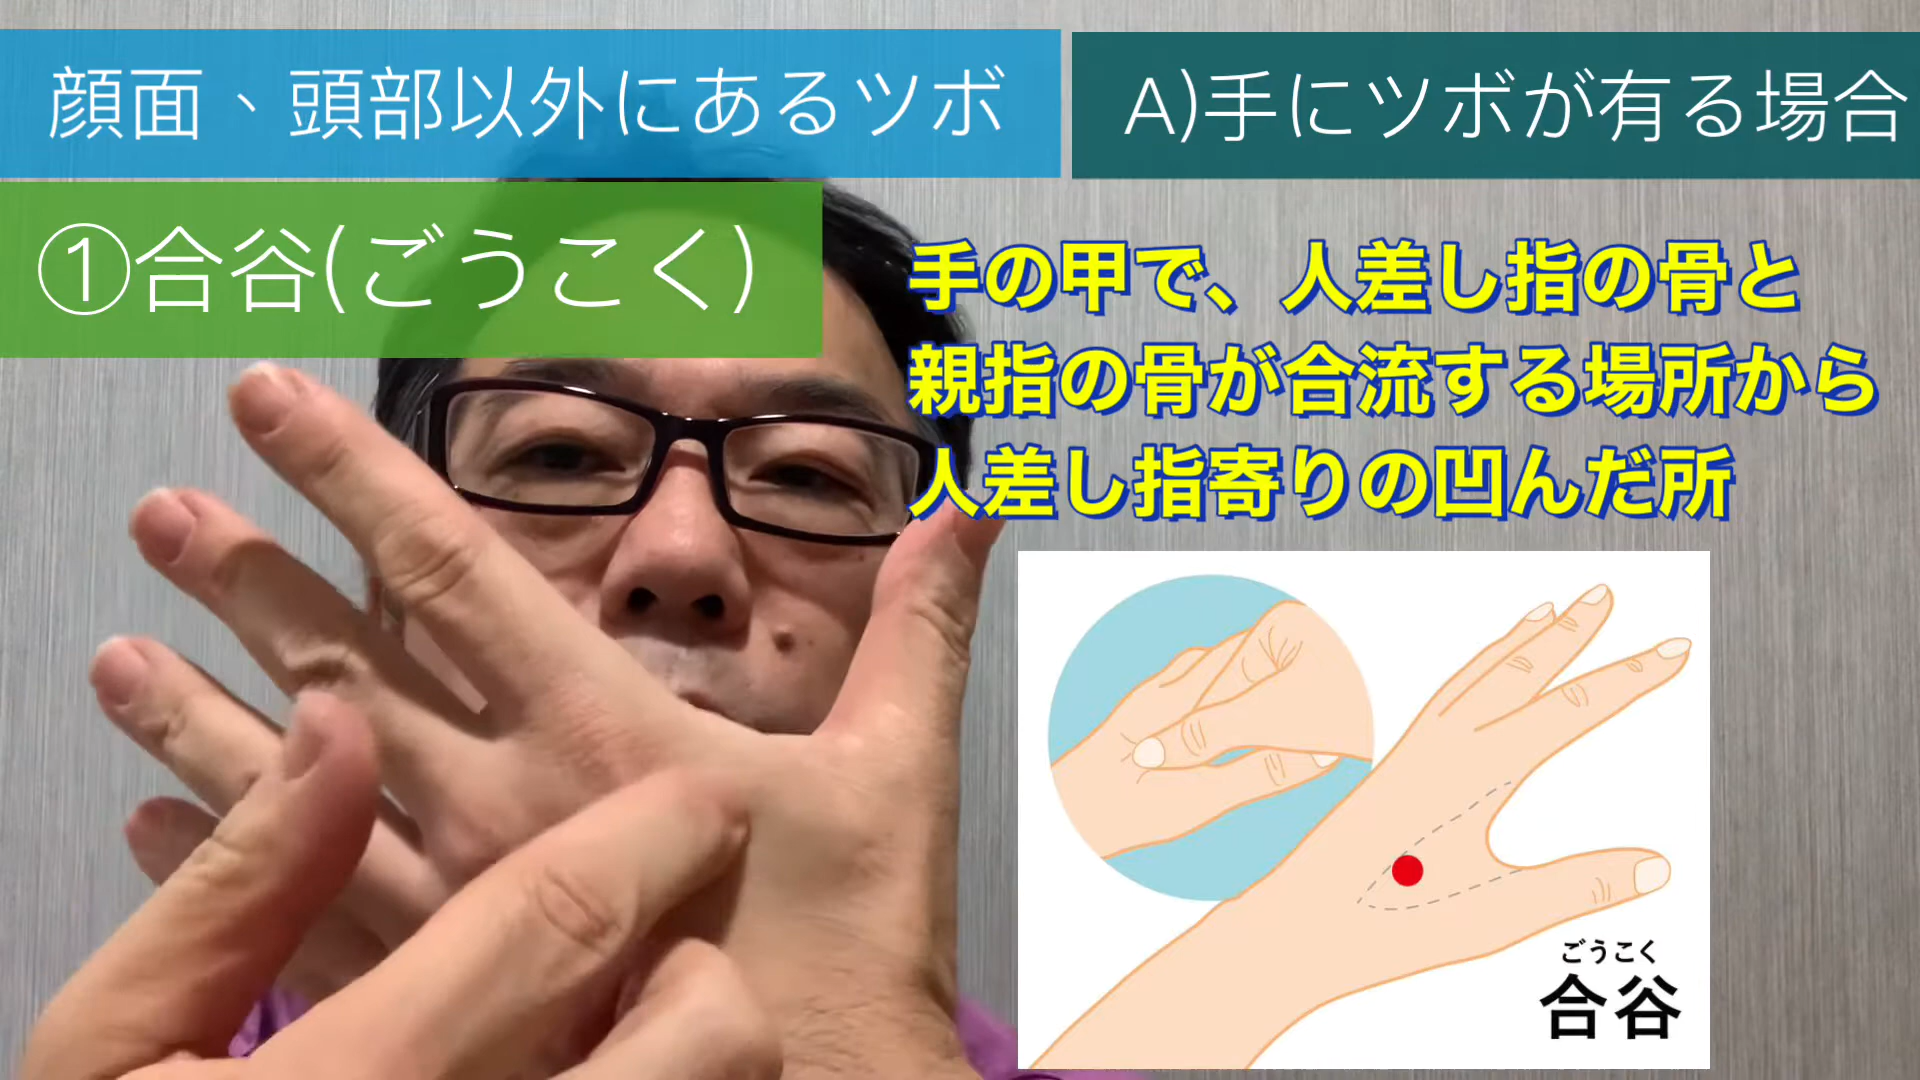 顔面、頭部以外にあるツボ
A)手にツボが有る場合
①合谷(ごうこく)
手の甲で、人差し指の骨と
親指の骨が合流する場所から
人差し指寄りの凹んだ所
ごうこく
合谷